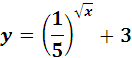 y = (1/5)^√x + 3